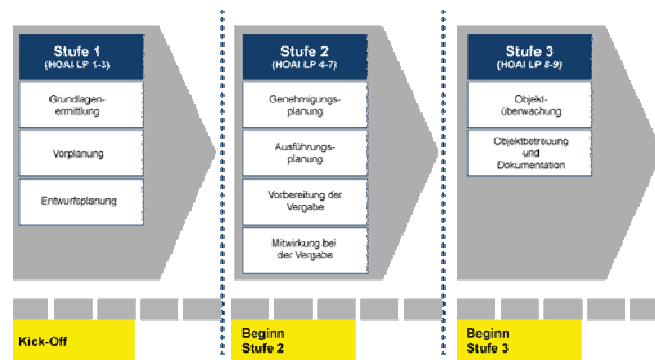 Stufe 1
(HOAI LP 1-3)
Grundlagen-
ermittlung
Vorplanung
Entwurfsplanung
Stufe 2
(HOAI LP 4-7)
Genehmigungs-
planung
Ausführungs-
planung
Vorbereitung der
Vergabe
Mitwirkung bei
der Vergabe
Stufe 3
(HOAI LP 8-9)
Objekt-
überwachung
Objektbetreuung
und
Dokumentation
Kick-Off
Beginn
Stufe 2
Beginn
Stufe 3